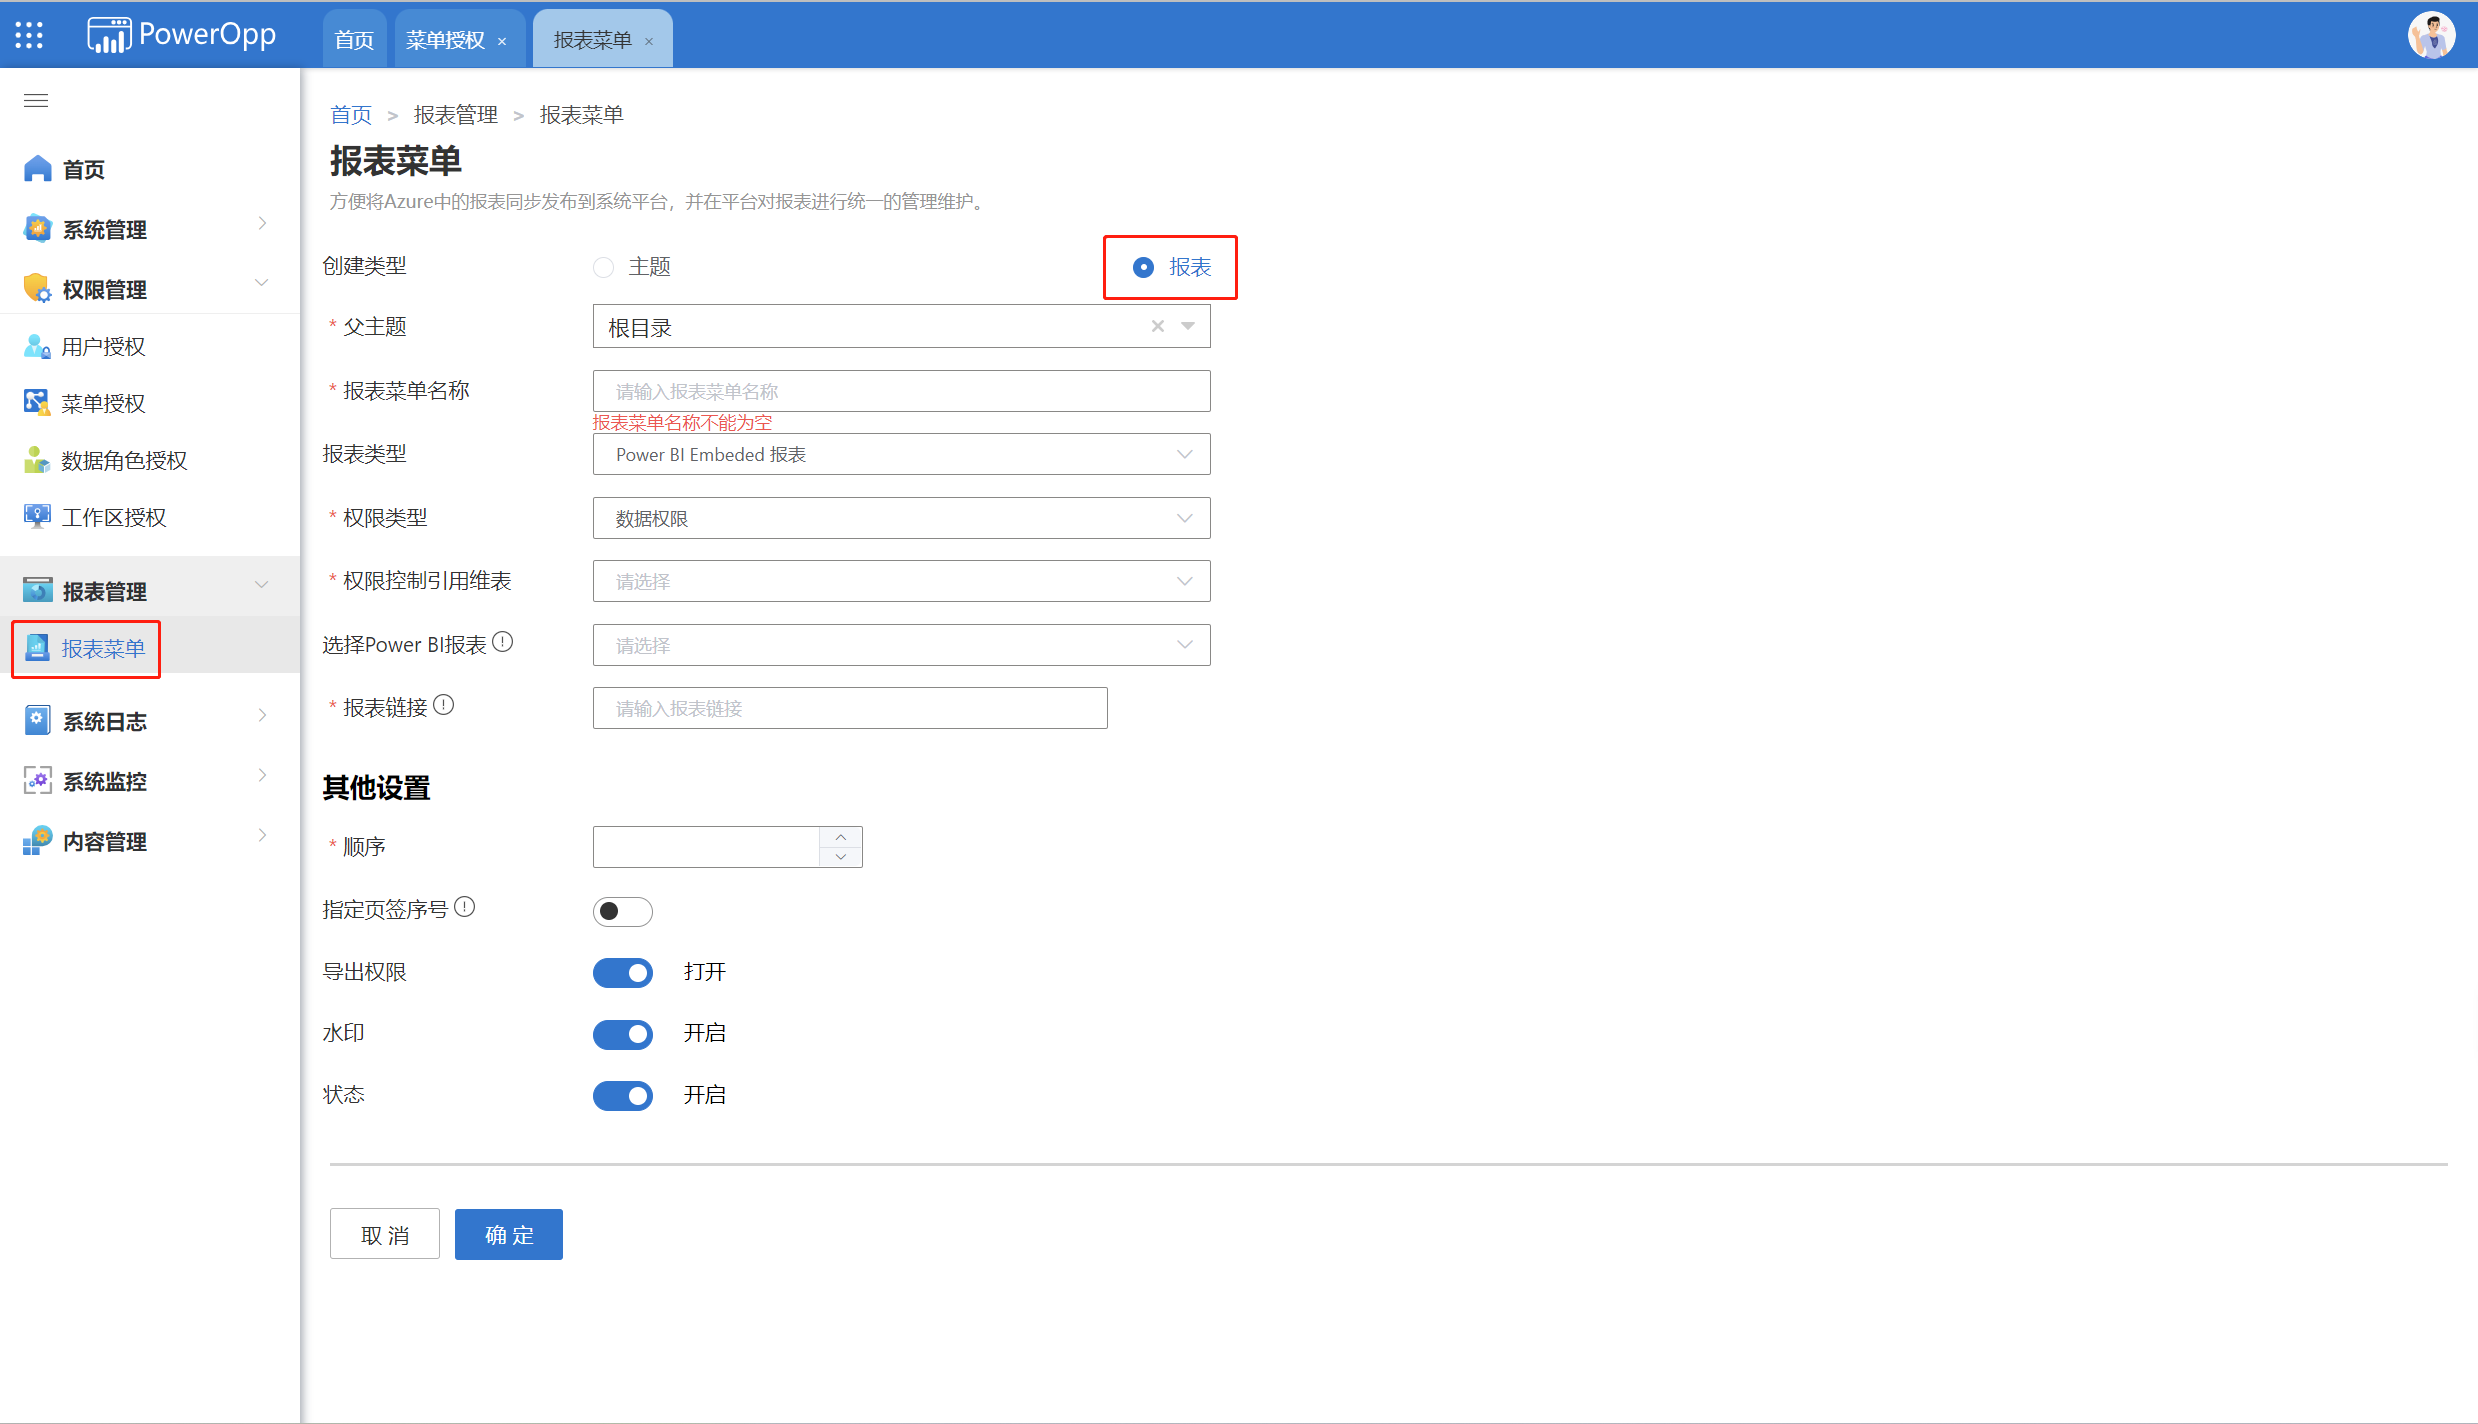 PowerOpp
首页
菜单授权 ×
报表菜单 ×
首页
系统管理
权限管理
用户授权
菜单授权
数据角色授权
工作区授权
报表管理
报表菜单
系统日志
系统监控
内容管理
首页 > 报表管理 > 报表菜单
报表菜单
方便将Azure中的报表同步发布到系统平台，并在平台对报表进行统一的管理维护。
创建类型 主题 报表
* 父主题 根目录
* 报表菜单名称 请输入报表菜单名称
报表菜单名称不能为空
报表类型 Power BI Embeded 报表
* 权限类型 数据权限
* 权限控制引用维表 请选择
选择Power BI报表 请选择
* 报表链接 请输入报表链接
其他设置
* 顺序
指定页签序号
导出权限 打开
水印 开启
状态 开启
取 消 确 定